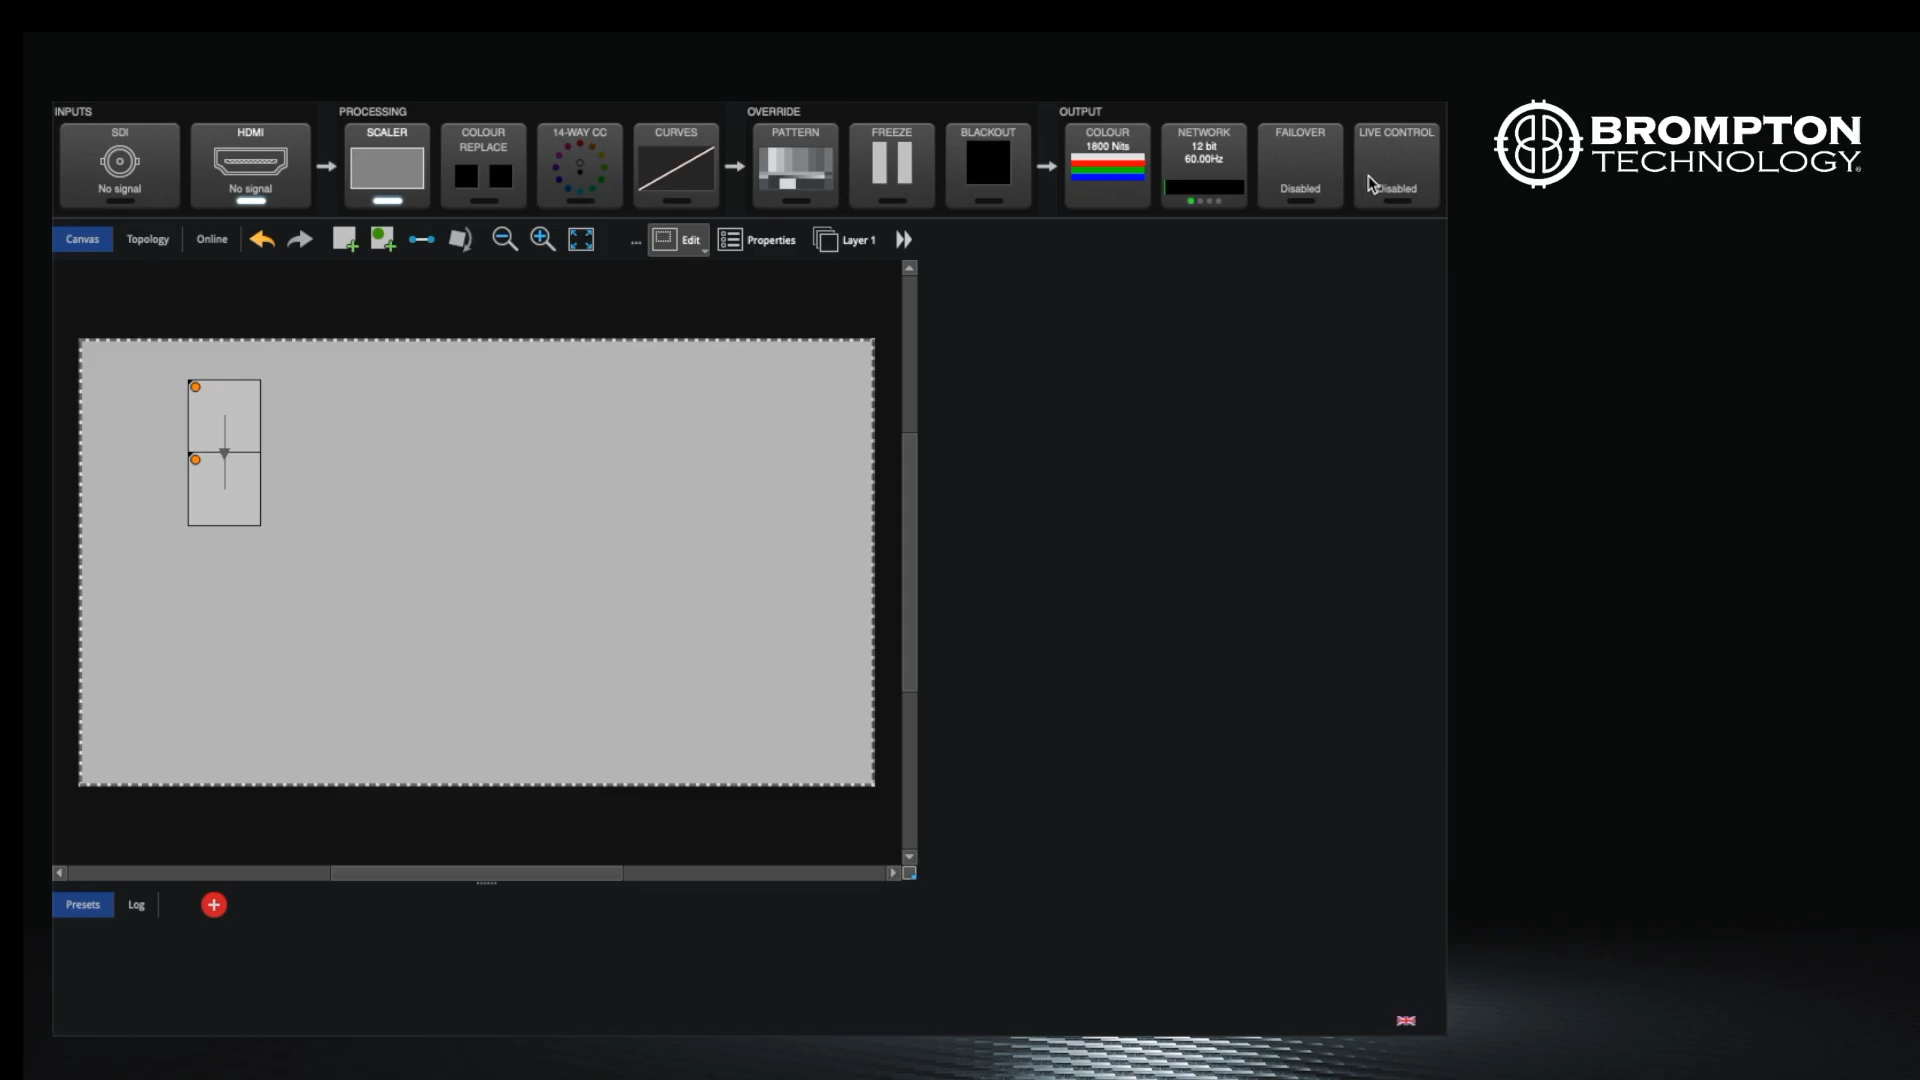 INPUTS
PROCESSING
OVERRIDE
OUTPUT
SDI
No signal
HDMI
No signal
SCALER
COLOUR
REPLACE
14-WAY CC
CURVES
PATTERN
FREEZE
BLACKOUT
COLOUR
1800 Nits
NETWORK
12 bit
60.00Hz
FAILOVER
Disabled
LIVE CONTROL
Disabled
BROMPTON
TECHNOLOGY
Canvas
Topology
Online
...
Edit
Properties
Layer 1
Presets
Log